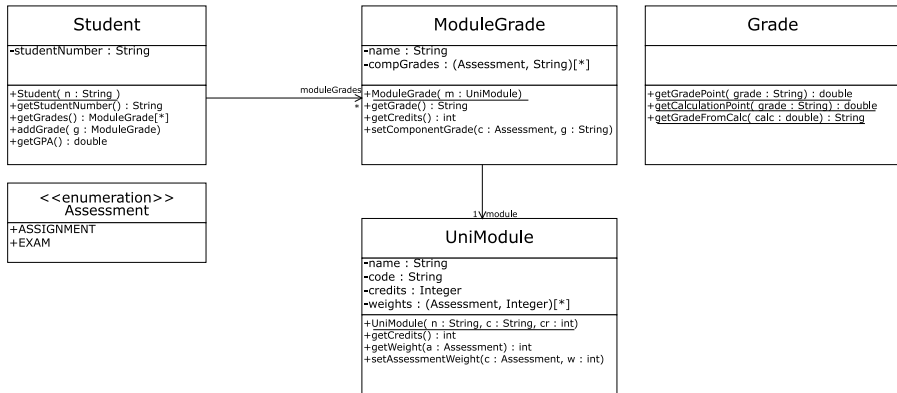 Student
-studentNumber : String
+Student( n : String )
+getStudentNumber() : String
+getGrades() : ModuleGrade[*]
+addGrade( g : ModuleGrade)
+getGPA() : double
moduleGrades
*
ModuleGrade
-name : String
-compGrades : (Assessment, String)[*]
+ModuleGrade( m : UniModule)
+getGrade() : String
+getCredits() : int
+setComponentGrade(c : Assessment, g : String)
Grade
+getGradePoint( grade : String) : double
+getCalculationPoint( grade : String) : double
+getGradeFromCalc( calc : double) : String
<<enumeration>>
Assessment
+ASSIGNMENT
+EXAM
1
module
UniModule
-name : String
-code : String
-credits : Integer
-weights : (Assessment, Integer)[*]
+UniModule( n : String, c : String, cr : int)
+getCredits() : int
+getWeight(a : Assessment) : int
+setAssessmentWeight(c : Assessment, w : int)